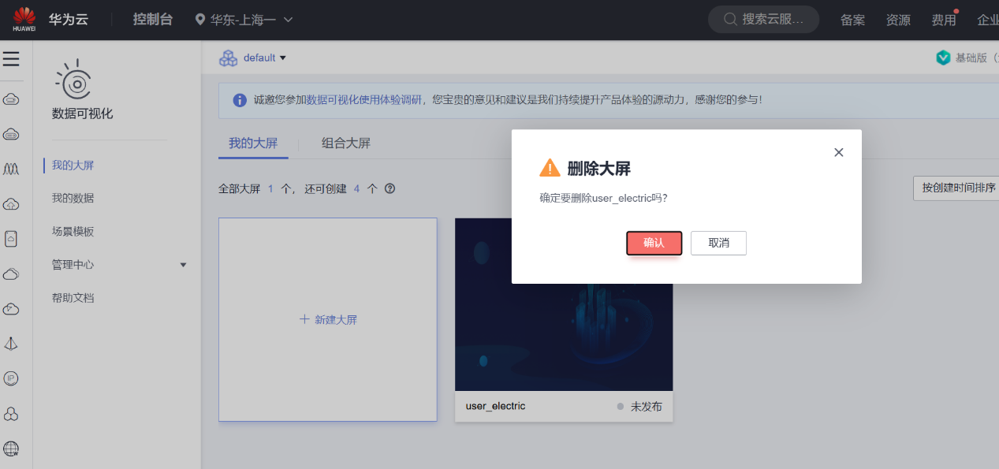 HUAWEI 华为云 控制台 华东-上海一 搜索云服... 备案 资源 费用 企业
default 基础版
数据可视化
诚邀您参加数据可视化使用体验调研，您宝贵的意见和建议是我们持续提升产品体验的源动力，感谢您的参与！
我的大屏 组合大屏
全部大屏 1 个， 还可创建 4 个
按创建时间排序
我的大屏
我的数据
场景模板
管理中心
帮助文档
新建大屏
user_electric 未发布
删除大屏
确定要删除user_electric吗?
确认 取消
IP
W